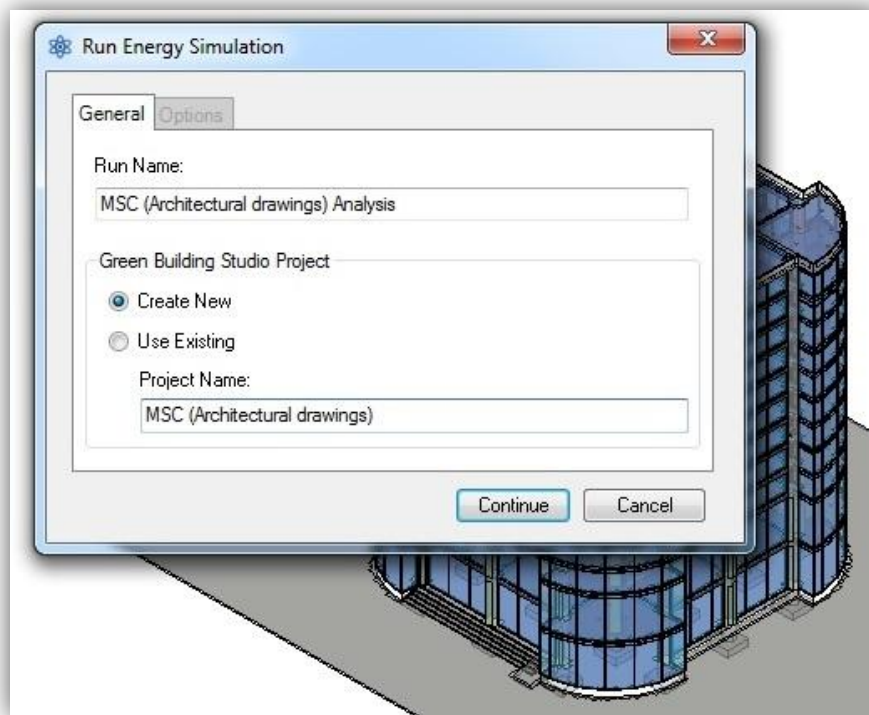 Run Energy Simulation
General Options
Run Name:
MSC (Architectural drawings) Analysis
Green Building Studio Project
Create New
Use Existing
Project Name:
MSC (Architectural drawings)
Continue Cancel